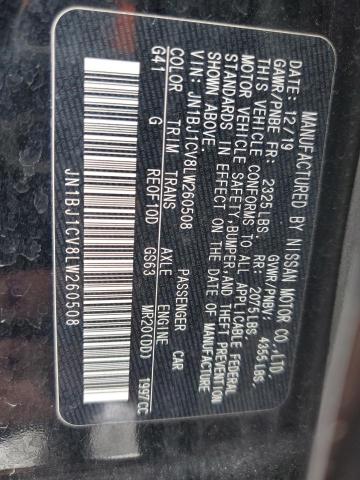 MANUFACTURED BY NISSAN MOTOR CO.,LTD.
DATE:12/19 GVWR/PNBV: 4355LBS.
GAWR/PNBE FR: 2325LBS. RR: 2075LBS.
THIS VEHICLE CONFORMS TO ALL APPLICABLE FEDERAL
MOTOR VEHICLE SAFETY,BUMPER,AND THEFT PREVENTION
STANDARDS IN EFFECT ON THE DATE OF MANUFACTURE
SHOWN ABOVE.
VIN:JN1BJ1CV8LW260508 PASSENGER CAR
COLOR TRIM TRANS AXLE MR20(DD)
G41 G RE0F10D GS63 1997CC
JN1BJ1CV8LW260508